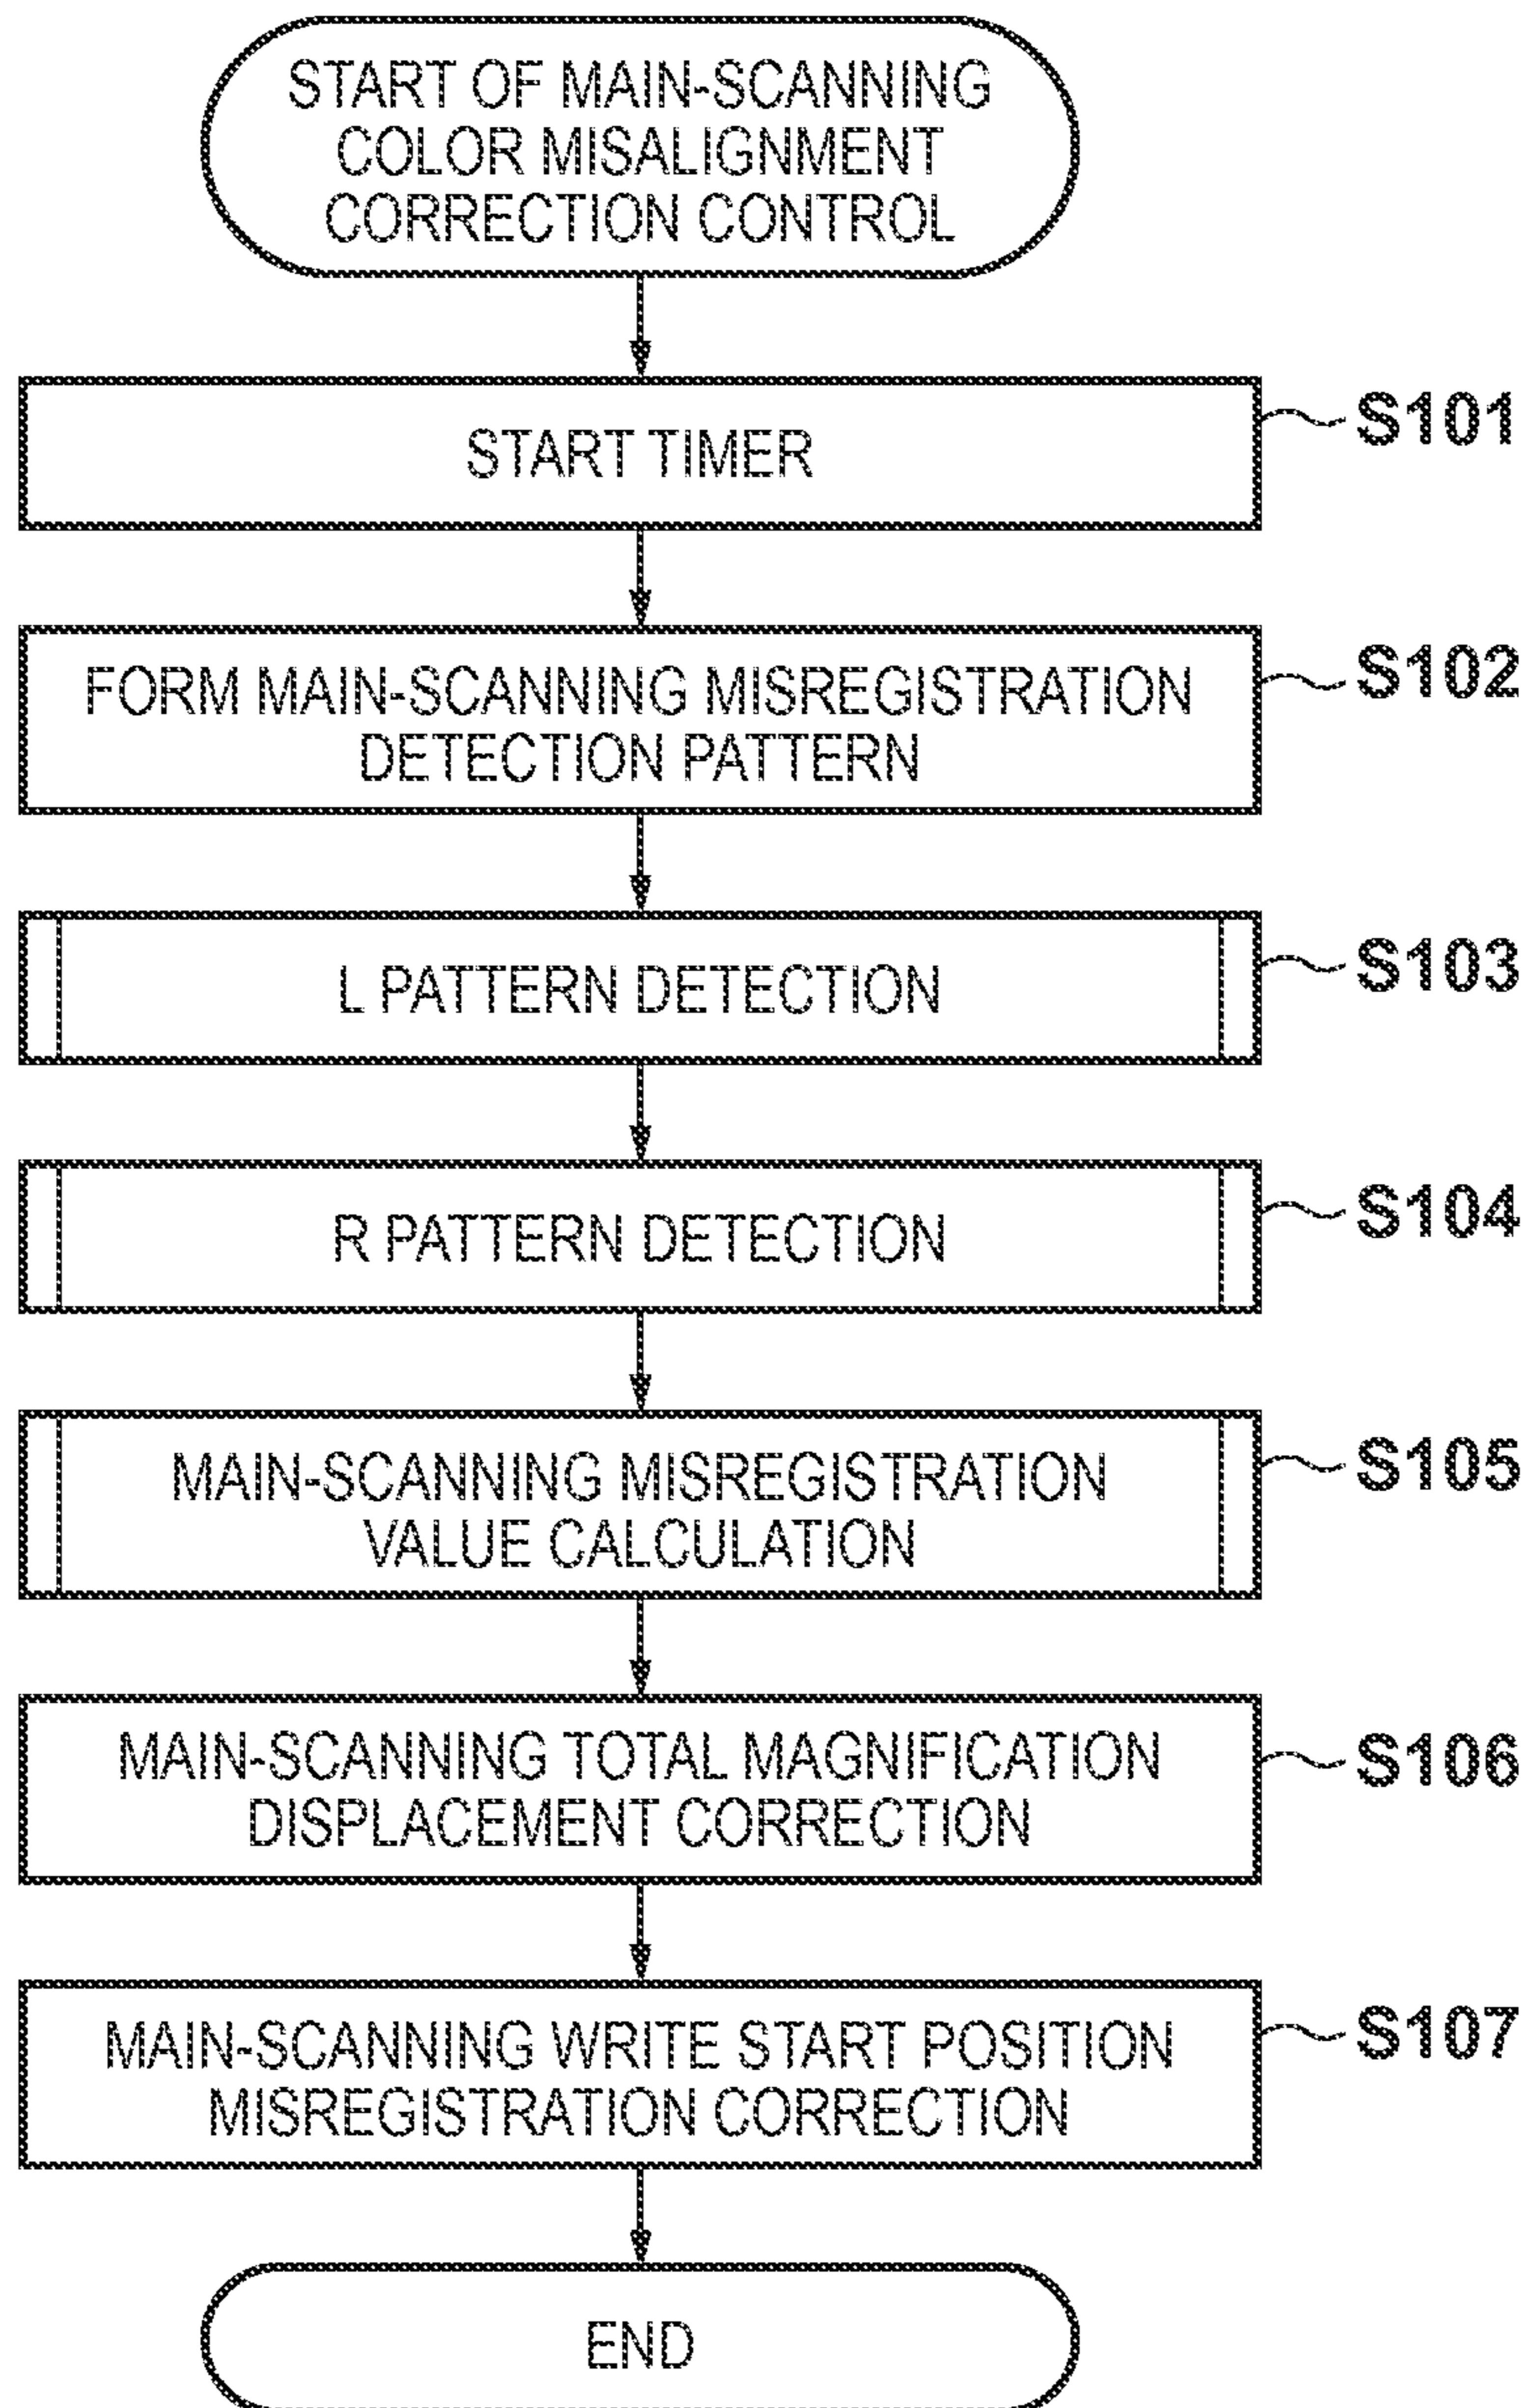 START OF MAIN-SCANNING
COLOR MISALIGNMENT
CORRECTION CONTROL
START TIMER
S101
FORM MAIN-SCANNING MISREGISTRATION
DETECTION PATTERN
S102
L PATTERN DETECTION
S103
R PATTERN DETECTION
S104
MAIN-SCANNING MISREGISTRATION
VALUE CALCULATION
S105
MAIN-SCANNING TOTAL MAGNIFICATION
DISPLACEMENT CORRECTION
S106
MAIN-SCANNING WRITE START POSITION
MISREGISTRATION CORRECTION
S107
END